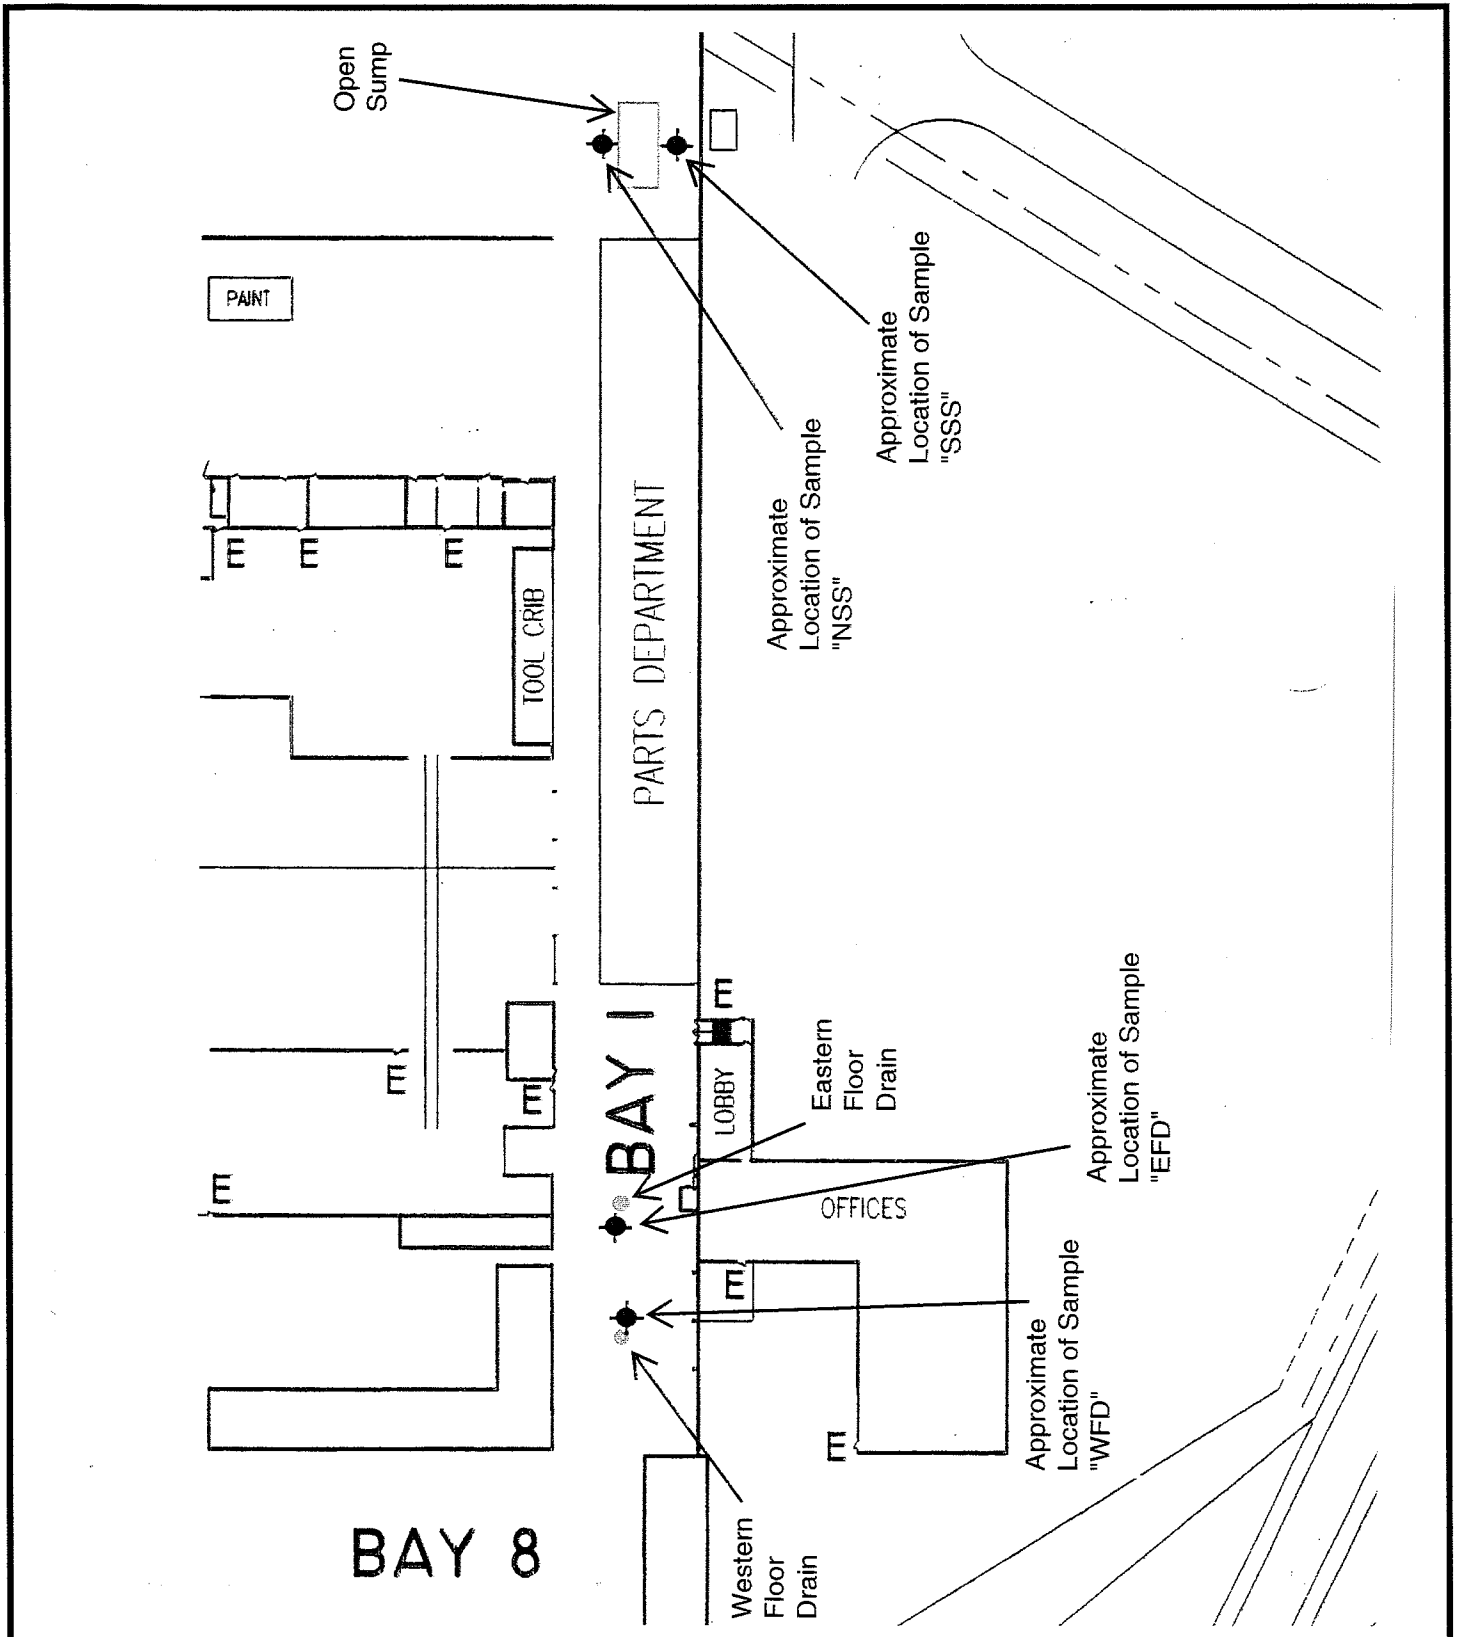 Open
Sump
PAINT
Approximate
Location of Sample
"SSS"
Approximate
Location of Sample
"NSS"
E
E
E
TOOL CRIB
PARTS DEPARTMENT
E
E
E
BAY 1
E
LOBBY
Eastern
Floor
Drain
Approximate
Location of Sample
"EFD"
OFFICES
E
E
Approximate
Location of Sample
"WFD"
Western
Floor
Drain
BAY 8